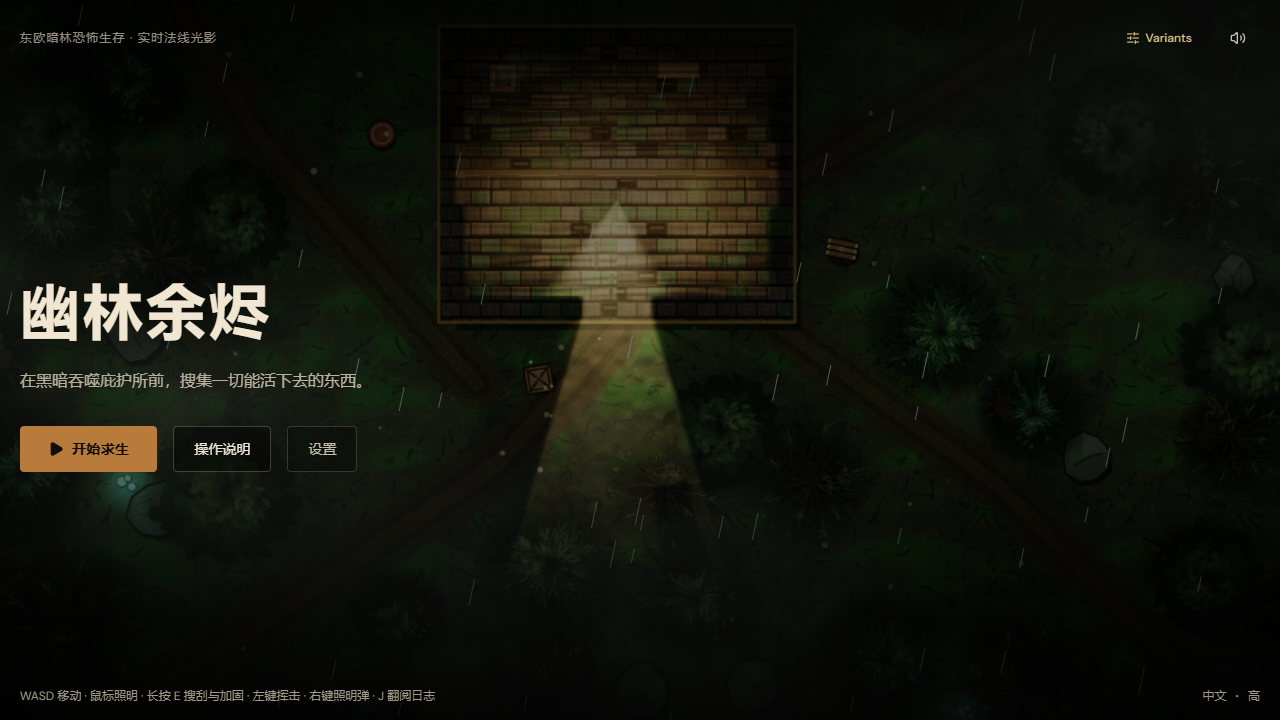 东欧暗林恐怖生存 · 实时法线光影
Variants
幽林余烬
在黑暗吞噬庇护所前，搜集一切能活下去的东西。
开始求生
操作说明
设置
WASD 移动 · 鼠标照明 · 长按 E 搜刮与加固 · 左键挥击 · 右键照明弹 · J 翻阅日志
中文 · 高